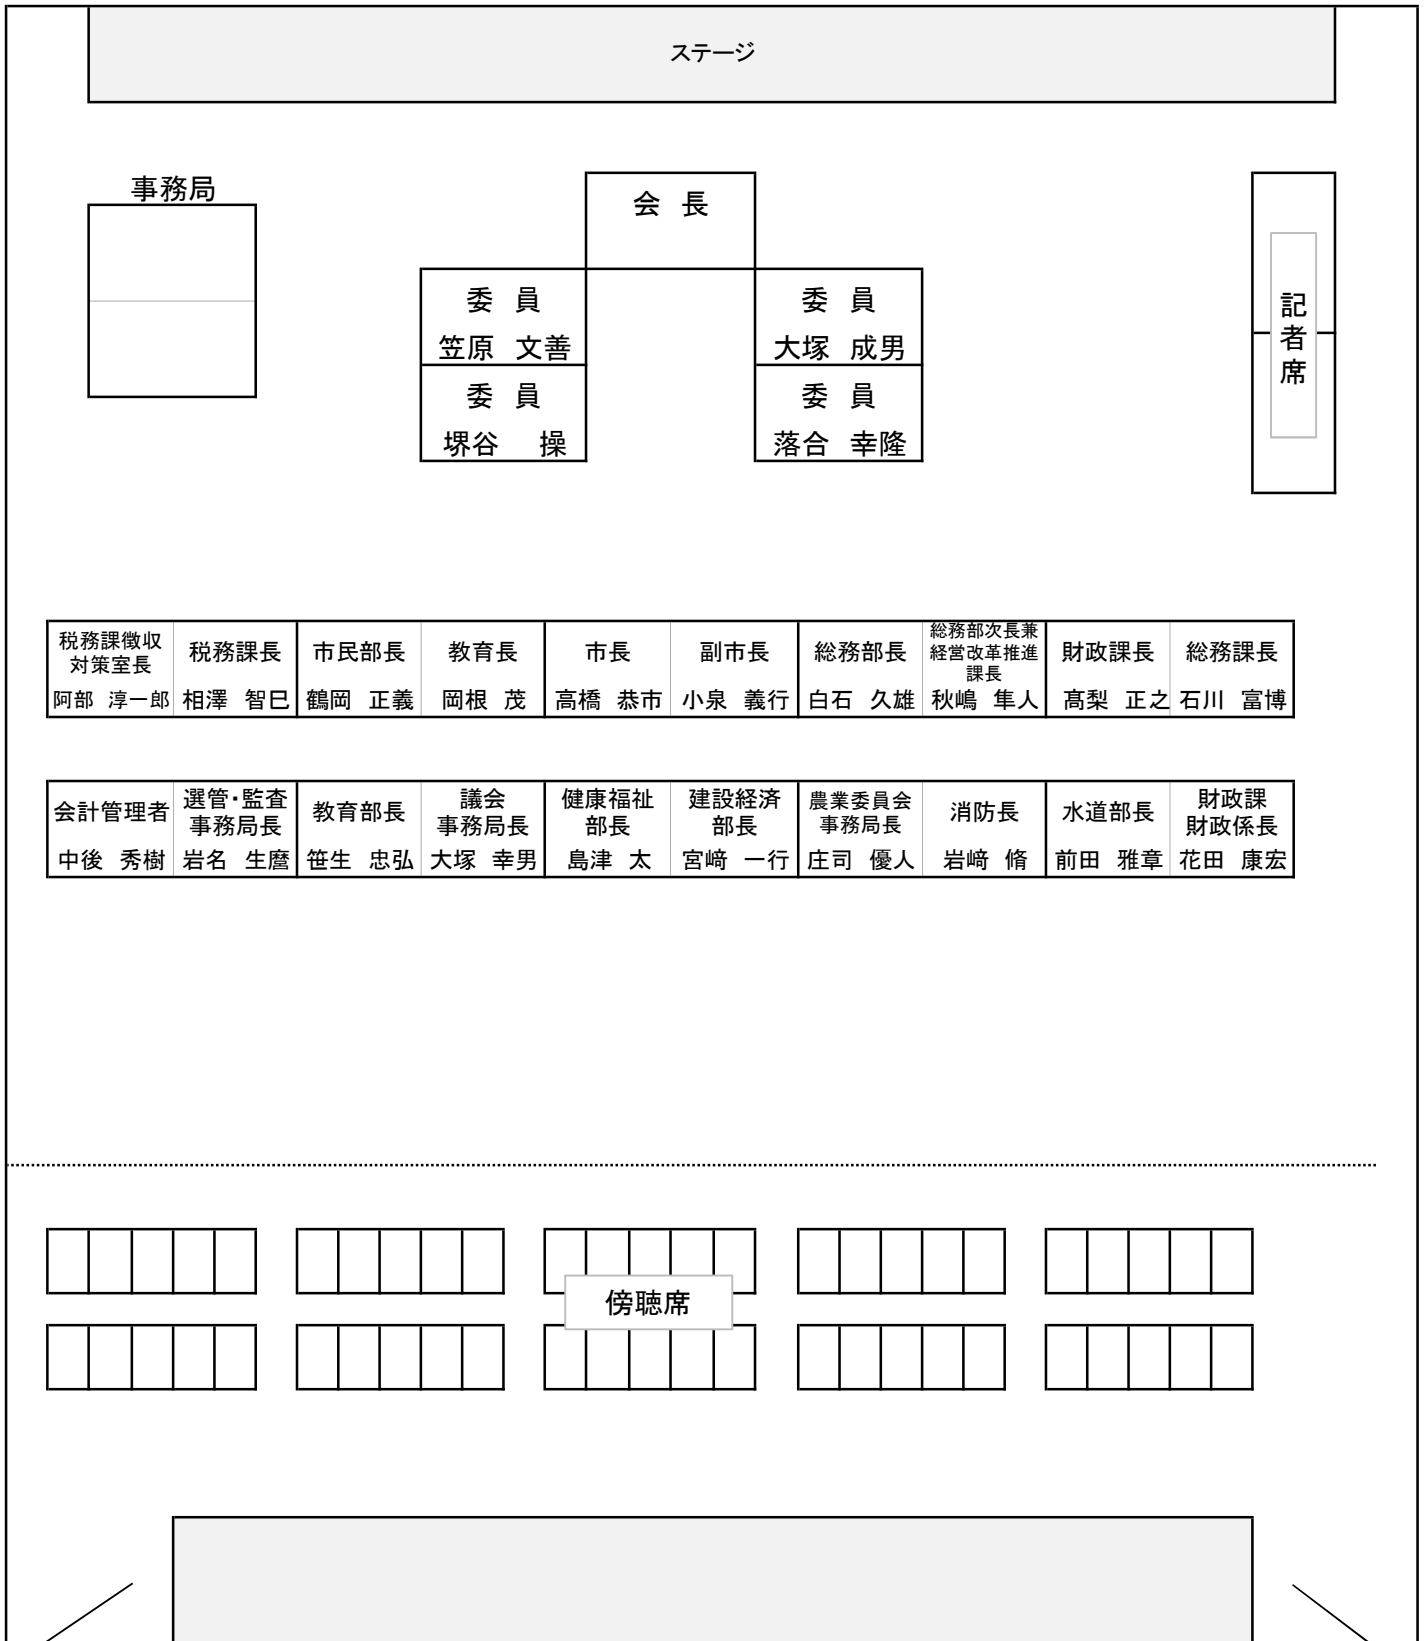 ステージ
事務局
会 長
委 員
笠原 文善
委 員
堺谷 操
委 員
大塚 成男
委 員
落合 幸隆
記者席
税務課徴収
対策室長
阿部 淳一郎
税務課長
相澤 智巳
市民部長
鶴岡 正義
教育長
岡根 茂
市長
高橋 恭市
副市長
小泉 義行
総務部長
白石 久雄
総務部次長兼
経営改革推進
課長
秋嶋 隼人
財政課長
髙梨 正之
総務課長
石川 富博
会計管理者
中後 秀樹
選管・監査
事務局長
岩名 生麿
教育部長
笹生 忠弘
議会
事務局長
大塚 幸男
健康福祉
部長
島津 太
建設経済
部長
宮﨑 一行
農業委員会
事務局長
庄司 優人
消防長
岩﨑 脩
水道部長
前田 雅章
財政課
財政係長
花田 康宏
傍聴席